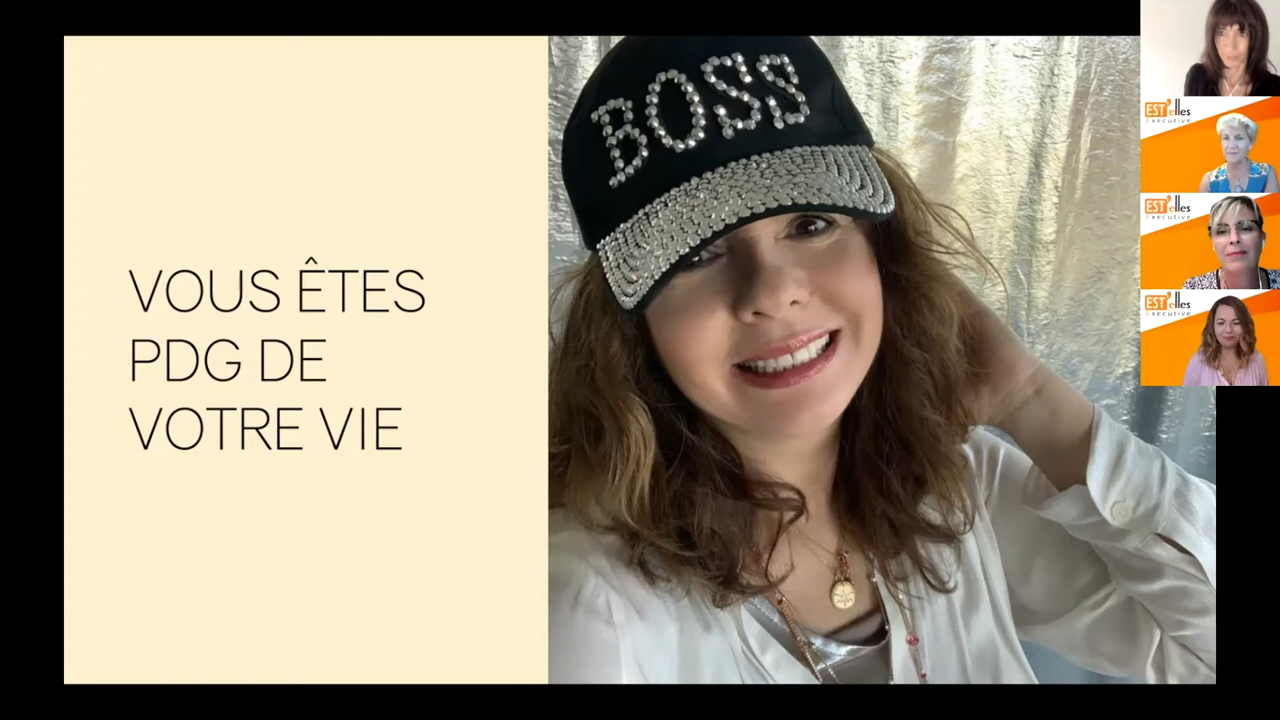 VOUS ÊTES
PDG DE
VOTRE VIE
BOSS
EST'elles
Executive
EST'elles
Executive
EST'elles
Executive